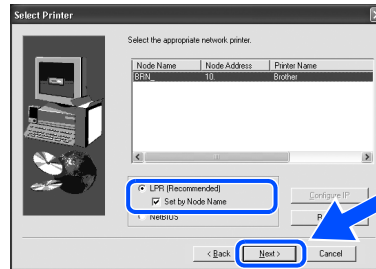 Select Printer
Select the appropriate network printer.
Node Name Node Address Printer Name
BRN_ 10. Brother
LPR (Recommended)
Set by Node Name
Configure IP
NetBIOS
< Back Next > Cancel